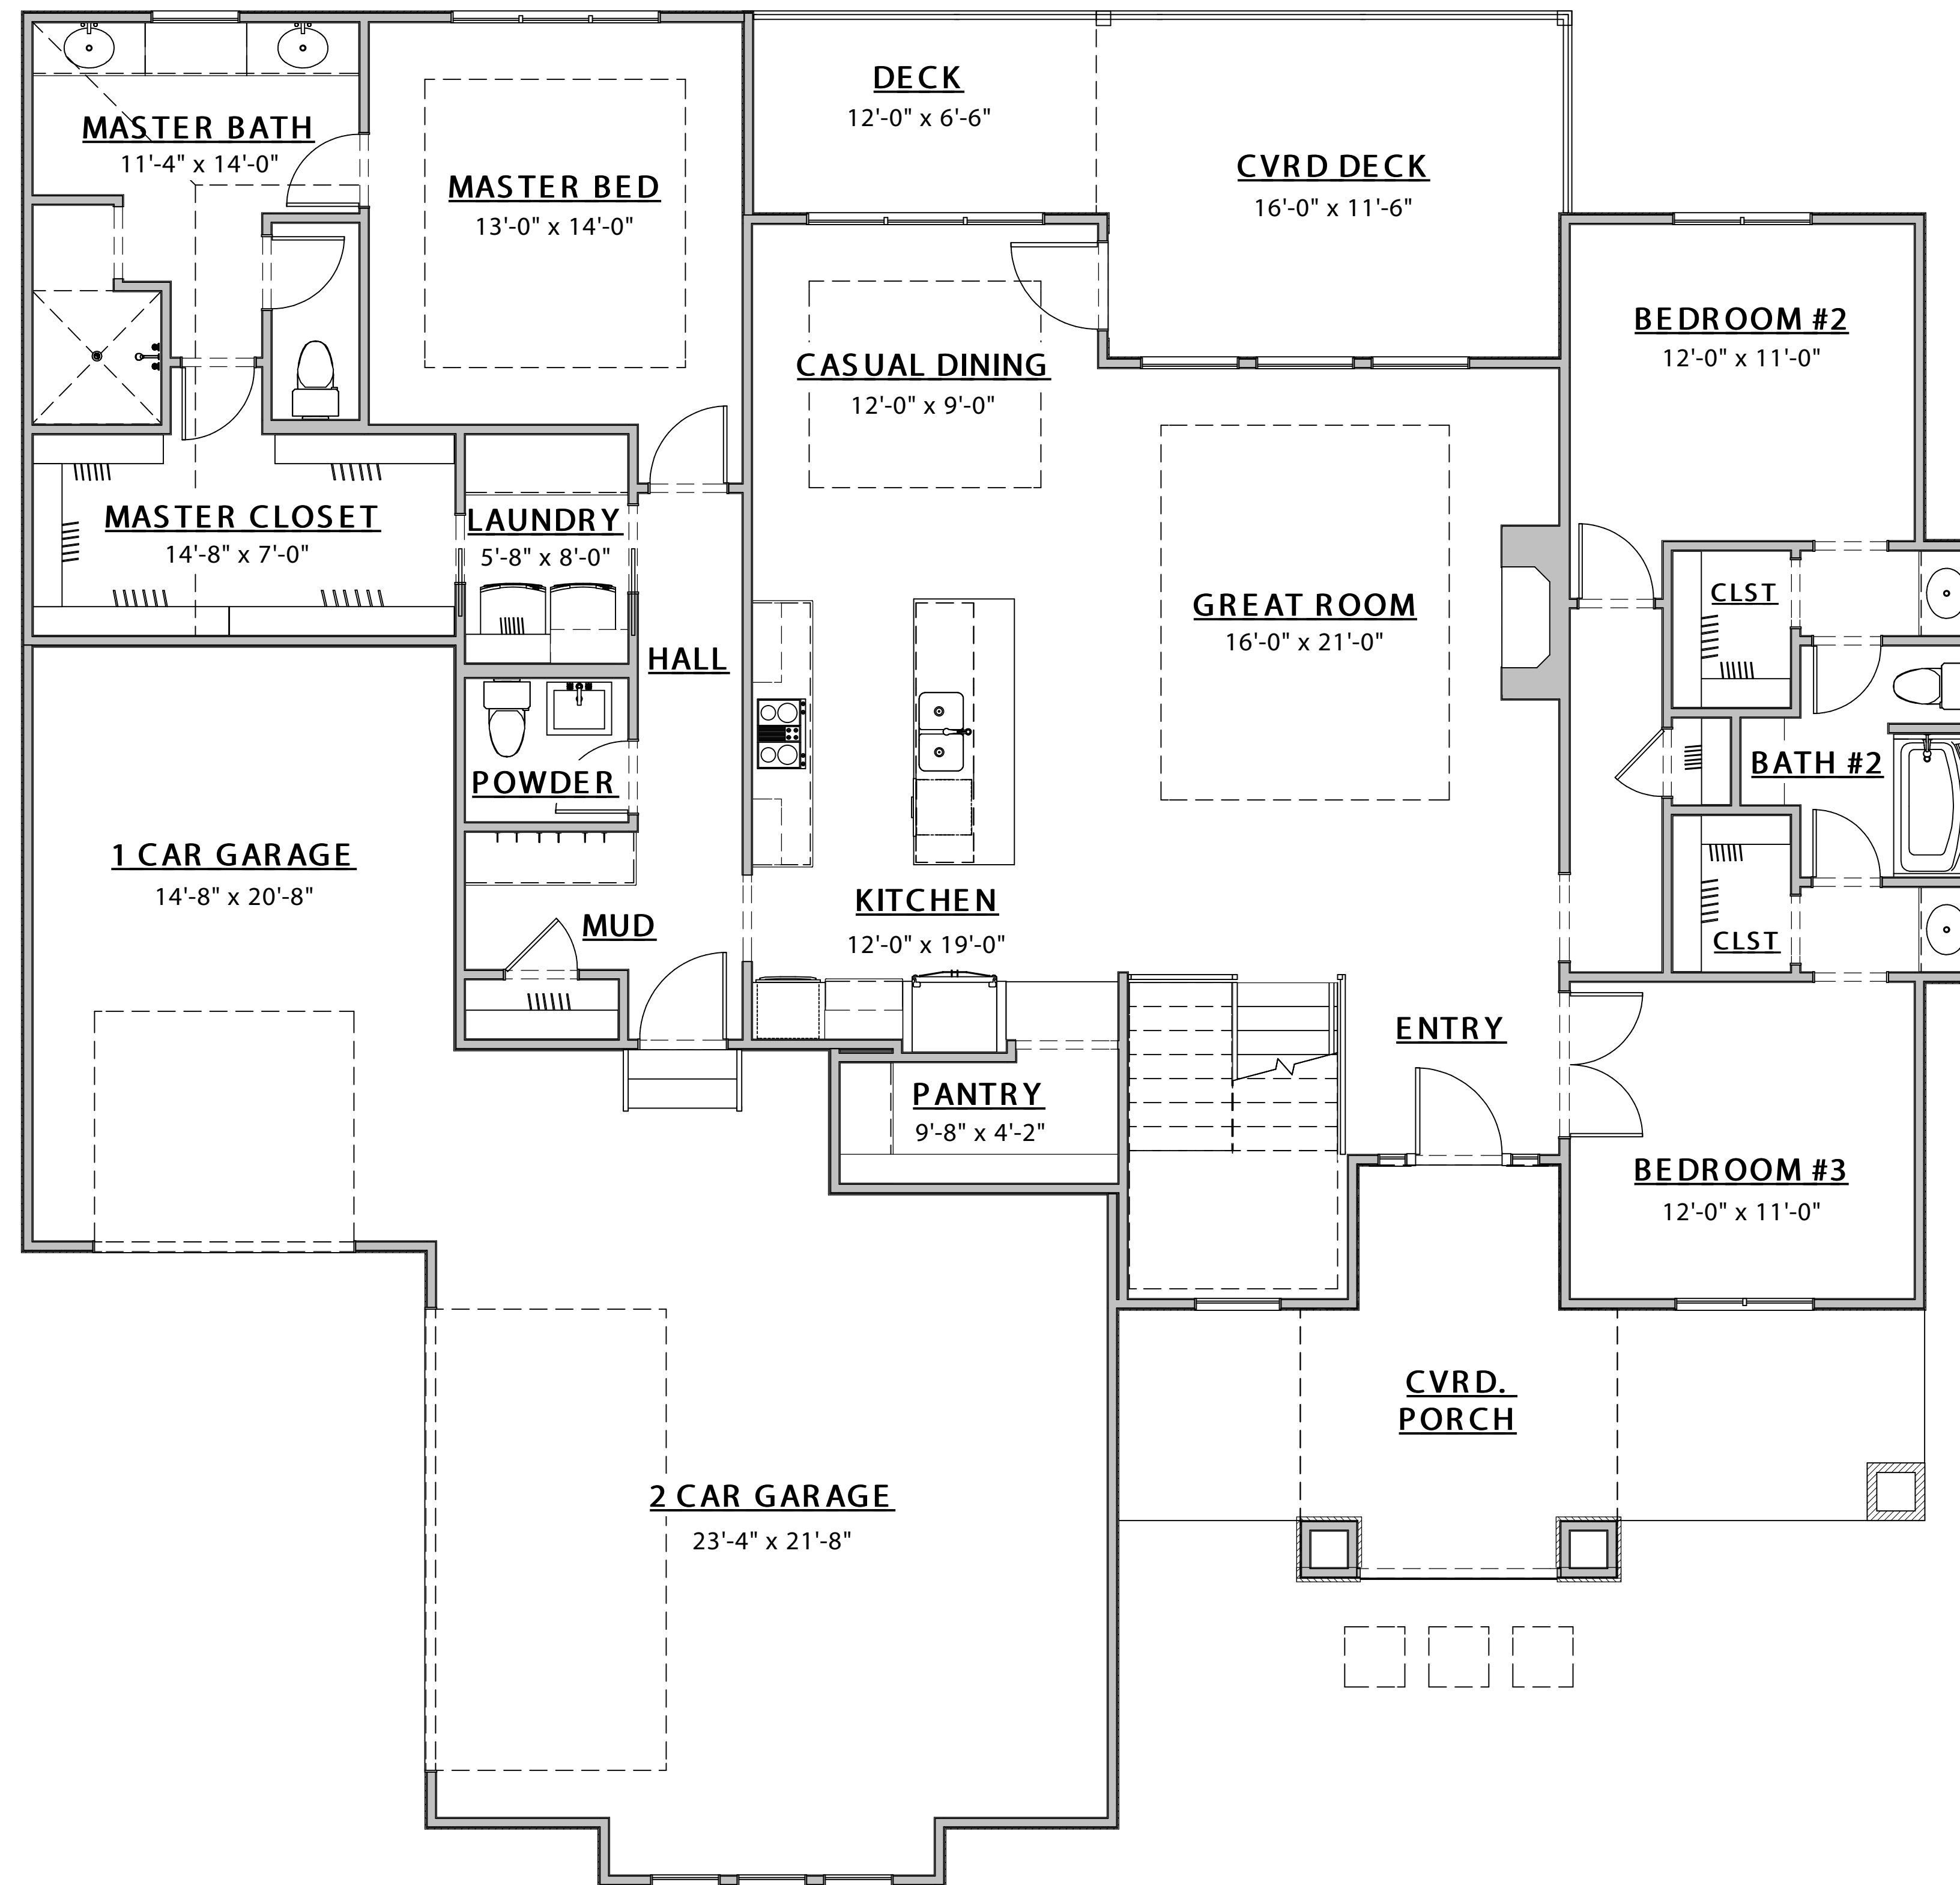 DECK
12'-0" x 6'-6"
MASTER BATH
11'-4" x 14'-0"
MASTER BED
13'-0" x 14'-0"
CVRD DECK
16'-0" x 11'-6"
BEDROOM #2
12'-0" x 11'-0"
CASUAL DINING
12'-0" x 9'-0"
MASTER CLOSET
14'-8" x 7'-0"
LAUNDRY
5'-8" x 8'-0"
CLST
GREAT ROOM
16'-0" x 21'-0"
HALL
POWDER
BATH #2
1 CAR GARAGE
14'-8" x 20'-8"
MUD
KITCHEN
12'-0" x 19'-0"
CLST
ENTRY
PANTRY
9'-8" x 4'-2"
BEDROOM #3
12'-0" x 11'-0"
CVRD.
PORCH
2 CAR GARAGE
23'-4" x 21'-8"